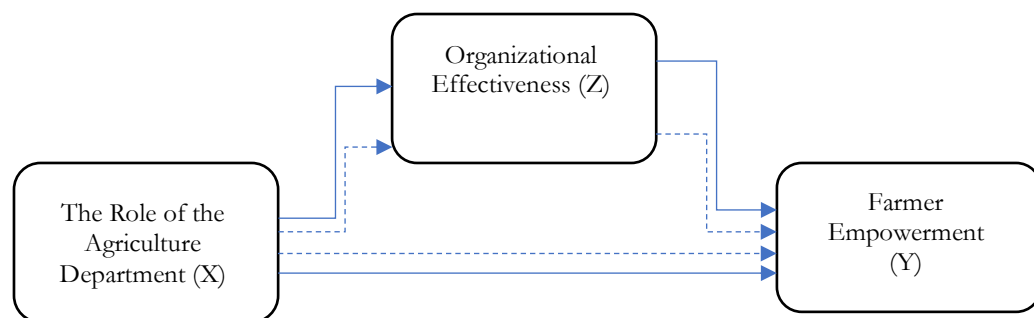 Organizational
Effectiveness (Z)
The Role of the
Agriculture
Department (X)
Farmer
Empowerment
(Y)